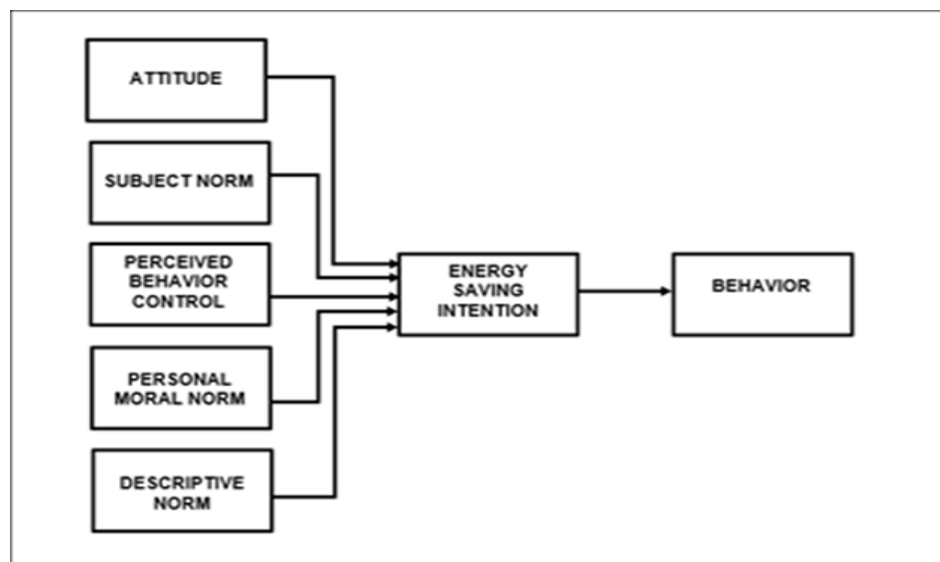 ATTITUDE
SUBJECT NORM
PERCEIVED
BEHAVIOR
CONTROL
PERSONAL
MORAL NORM
DESCRIPTIVE
NORM
ENERGY
SAVING
INTENTION
BEHAVIOR